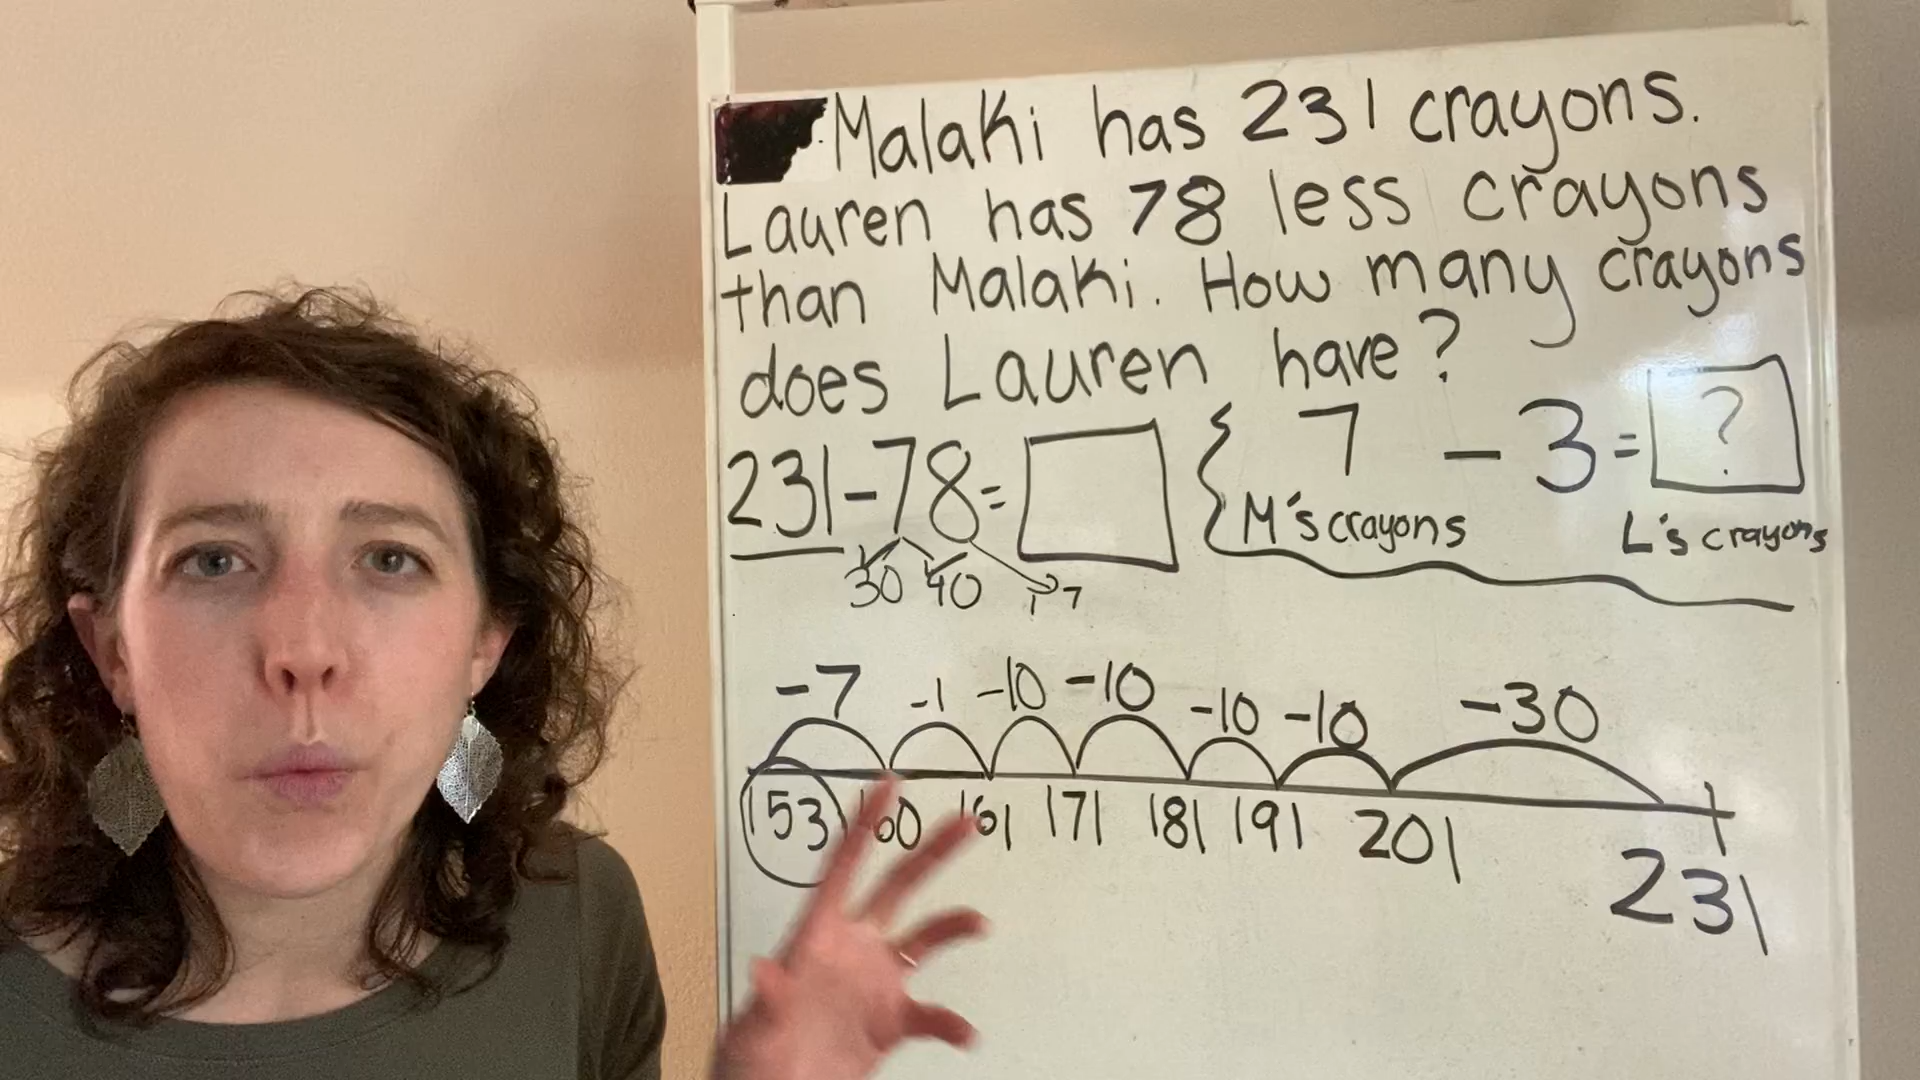 Malaki has 231 crayons.
Lauren has 78 less crayons
than Malaki. How many crayons
does Lauren have?
231-78=
7 - 3 = ?
M's crayons
L's crayons
30 40 1 7
-7 -1 -10 -10 -10 -10 -30
153 160 161 171 181 191 201
231